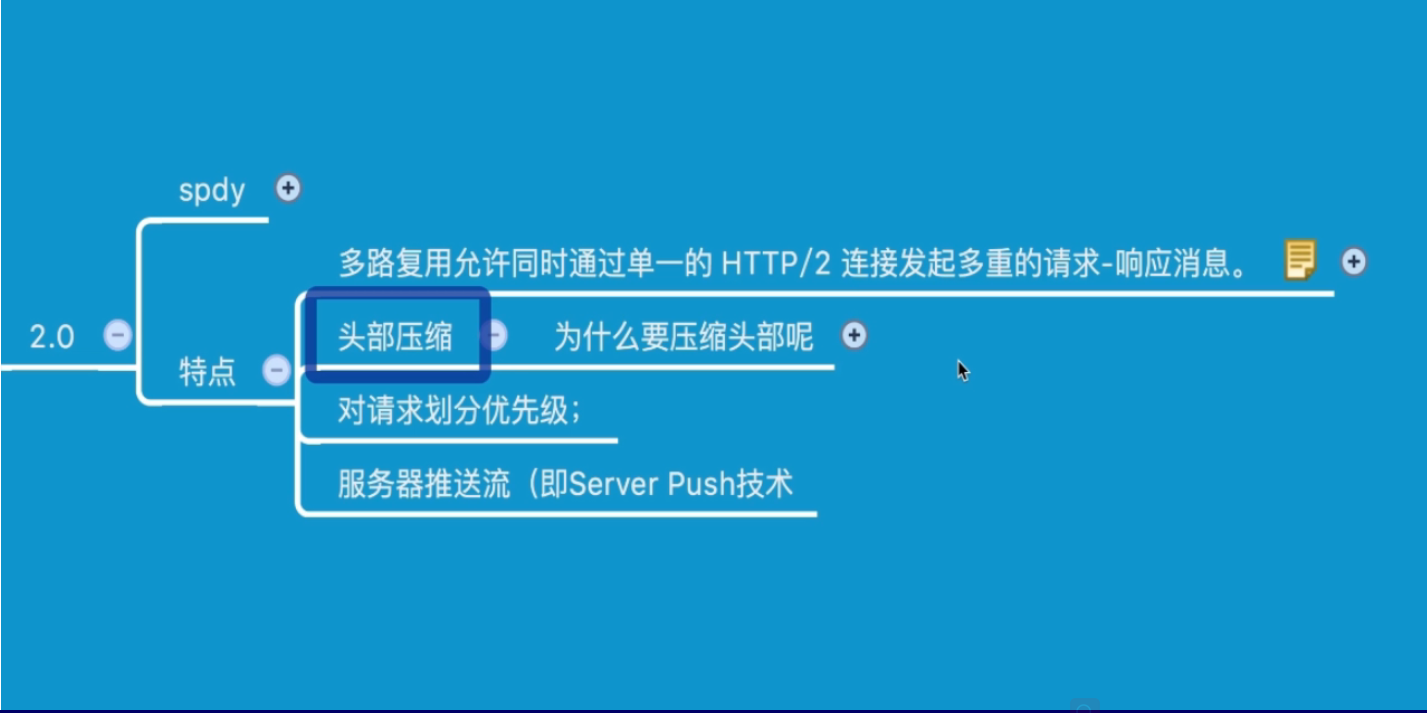 spdy
多路复用允许同时通过单一的 HTTP/2 连接发起多重的请求-响应消息。
2.0
头部压缩
为什么要压缩头部呢
特点
对请求划分优先级；
服务器推送流（即Server Push技术